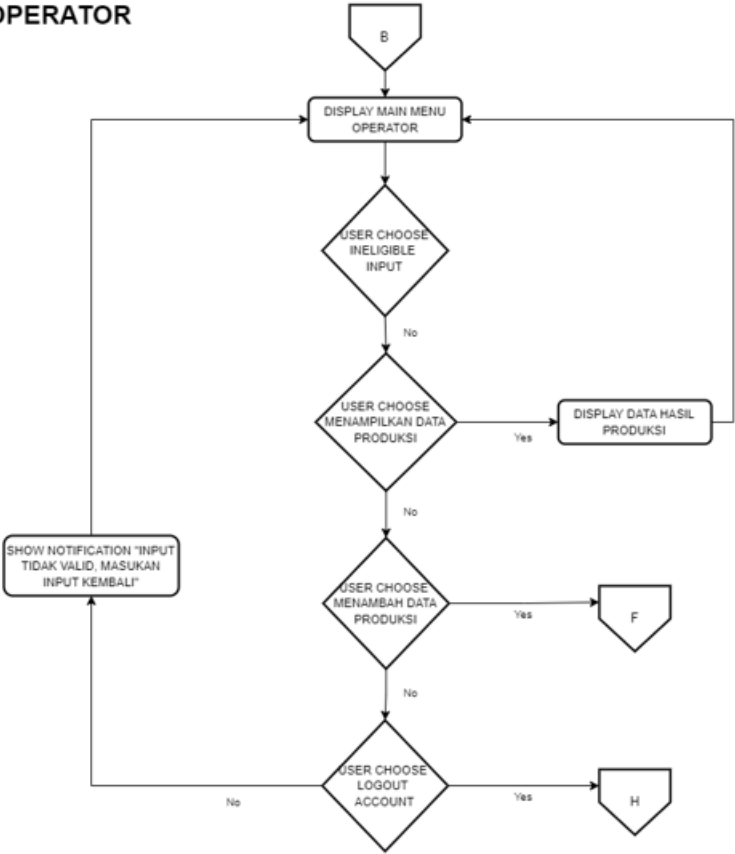 OPERATOR
B
DISPLAY MAIN MENU
OPERATOR
USER CHOOSE
INELIGIBLE
INPUT
No
USER CHOOSE
MENAMPILKAN DATA
PRODUKSI
Yes
DISPLAY DATA HASIL
PRODUKSI
No
SHOW NOTIFICATION "INPUT
TIDAK VALID, MASUKAN
INPUT KEMBALI"
USER CHOOSE
MENAMBAH DATA
PRODUKSI
Yes
F
No
USER CHOOSE
LOGOUT
ACCOUNT
No
Yes
H